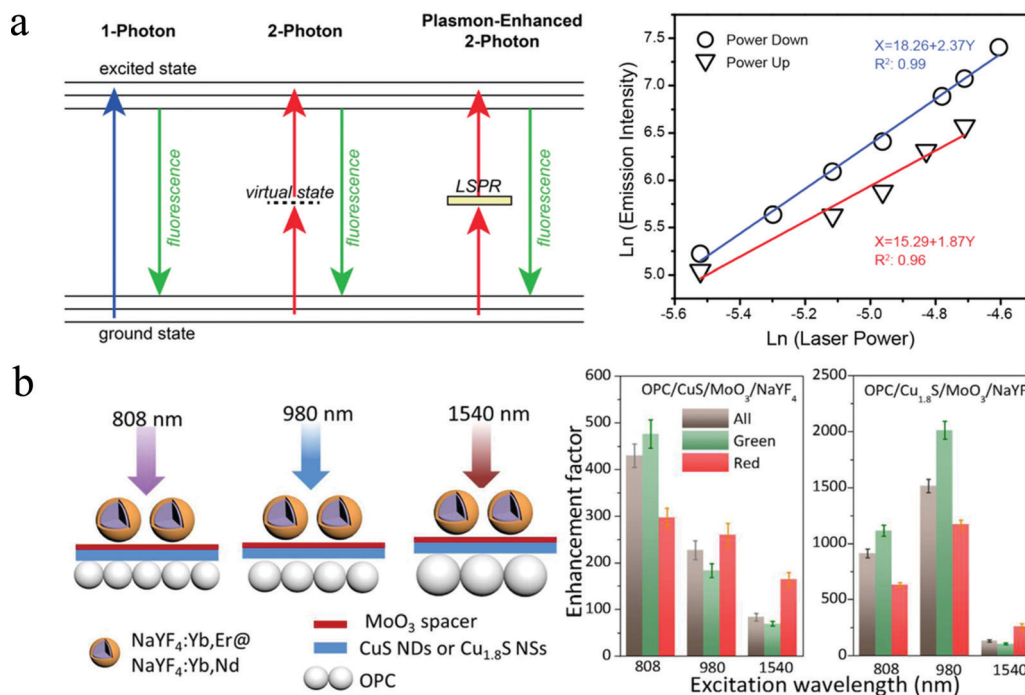 a
1-Photon
2-Photon
Plasmon-Enhanced
2-Photon
excited state
fluorescence
virtual state
fluorescence
LSPR
fluorescence
ground state
Ln (Emission Intensity)
7.5
7.0
6.5
6.0
5.5
5.0
Power Down
Power Up
X=18.26+2.37Y
R²: 0.99
X=15.29+1.87Y
R²: 0.96
-5.6 -5.4 -5.2 -5.0 -4.8 -4.6
Ln (Laser Power)
b
808 nm
980 nm
1540 nm
NaYF₄:Yb,Er@
NaYF₄:Yb,Nd
MoO₃ spacer
CuS NDs or Cu₁.₈S NSs
OPC
Enhancement factor
600
500
400
300
200
100
OPC/CuS/MoO₃/NaYF₄
All
Green
Red
808 980 1540
2500
2000
1500
1000
500
0
OPC/Cu₁.₈S/MoO₃/NaYF
808 980 1540
Excitation wavelength (nm)